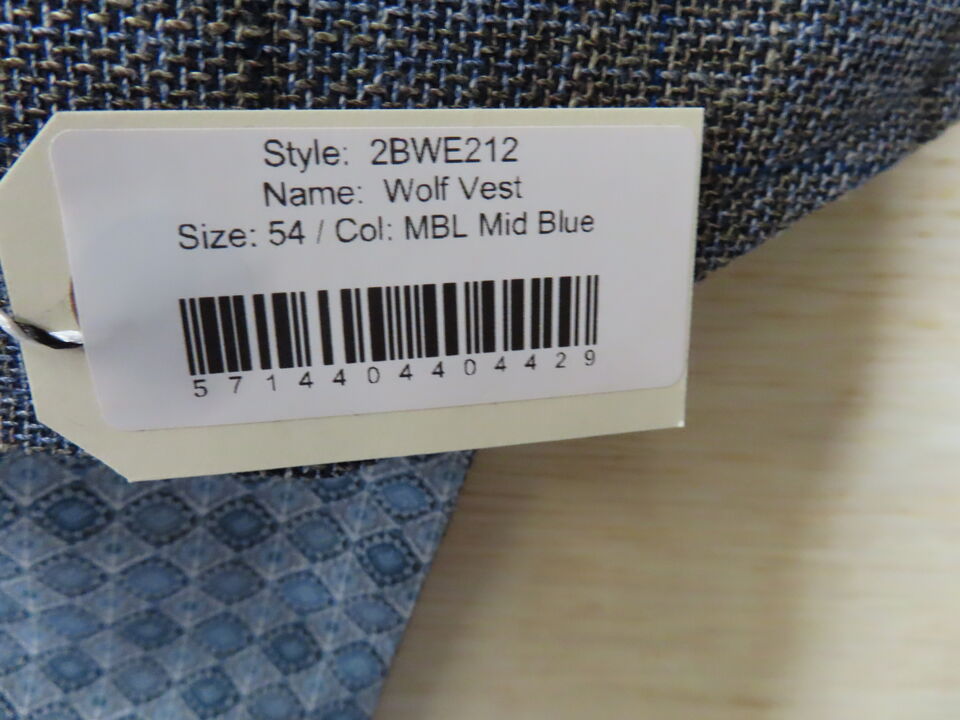 Style: 2BWE212
Name: Wolf Vest
Size: 54 / Col: MBL Mid Blue
5714404404429